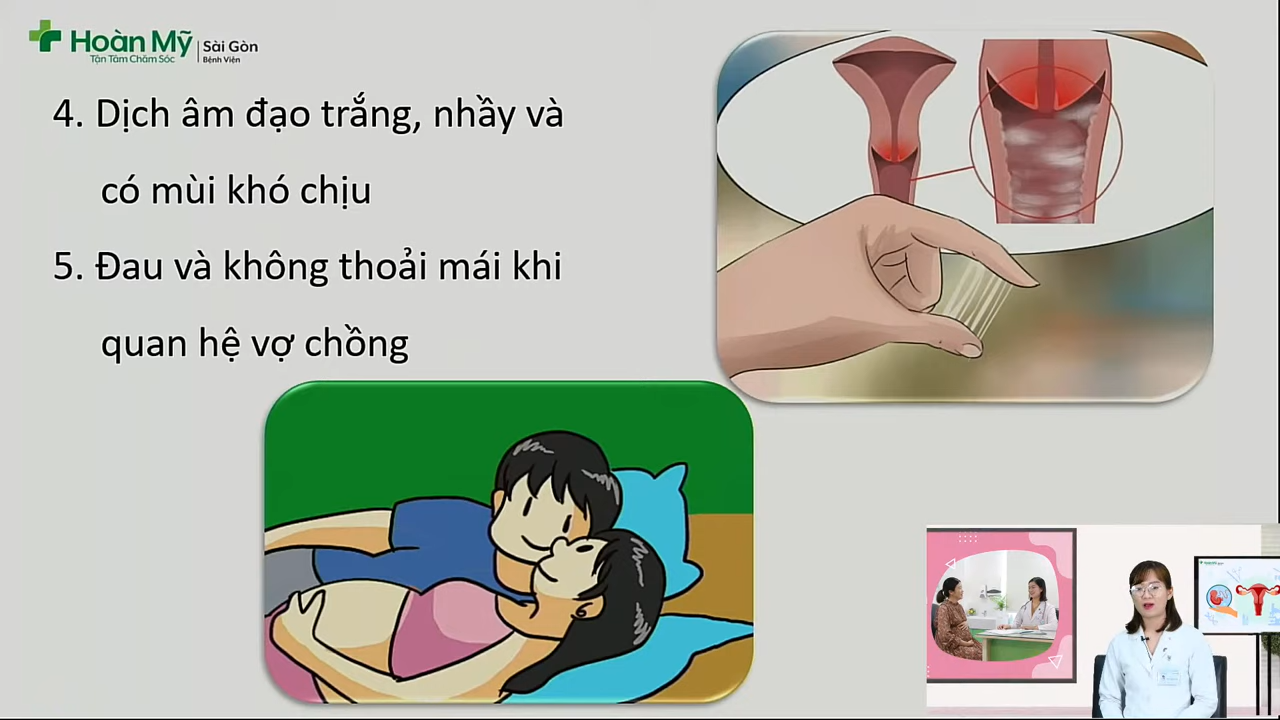 Hoàn Mỹ
Tận Tâm Chăm Sóc
Sài Gòn
Bệnh Viện
4. Dịch âm đạo trắng, nhầy và
có mùi khó chịu
5. Đau và không thoải mái khi
quan hệ vợ chồng